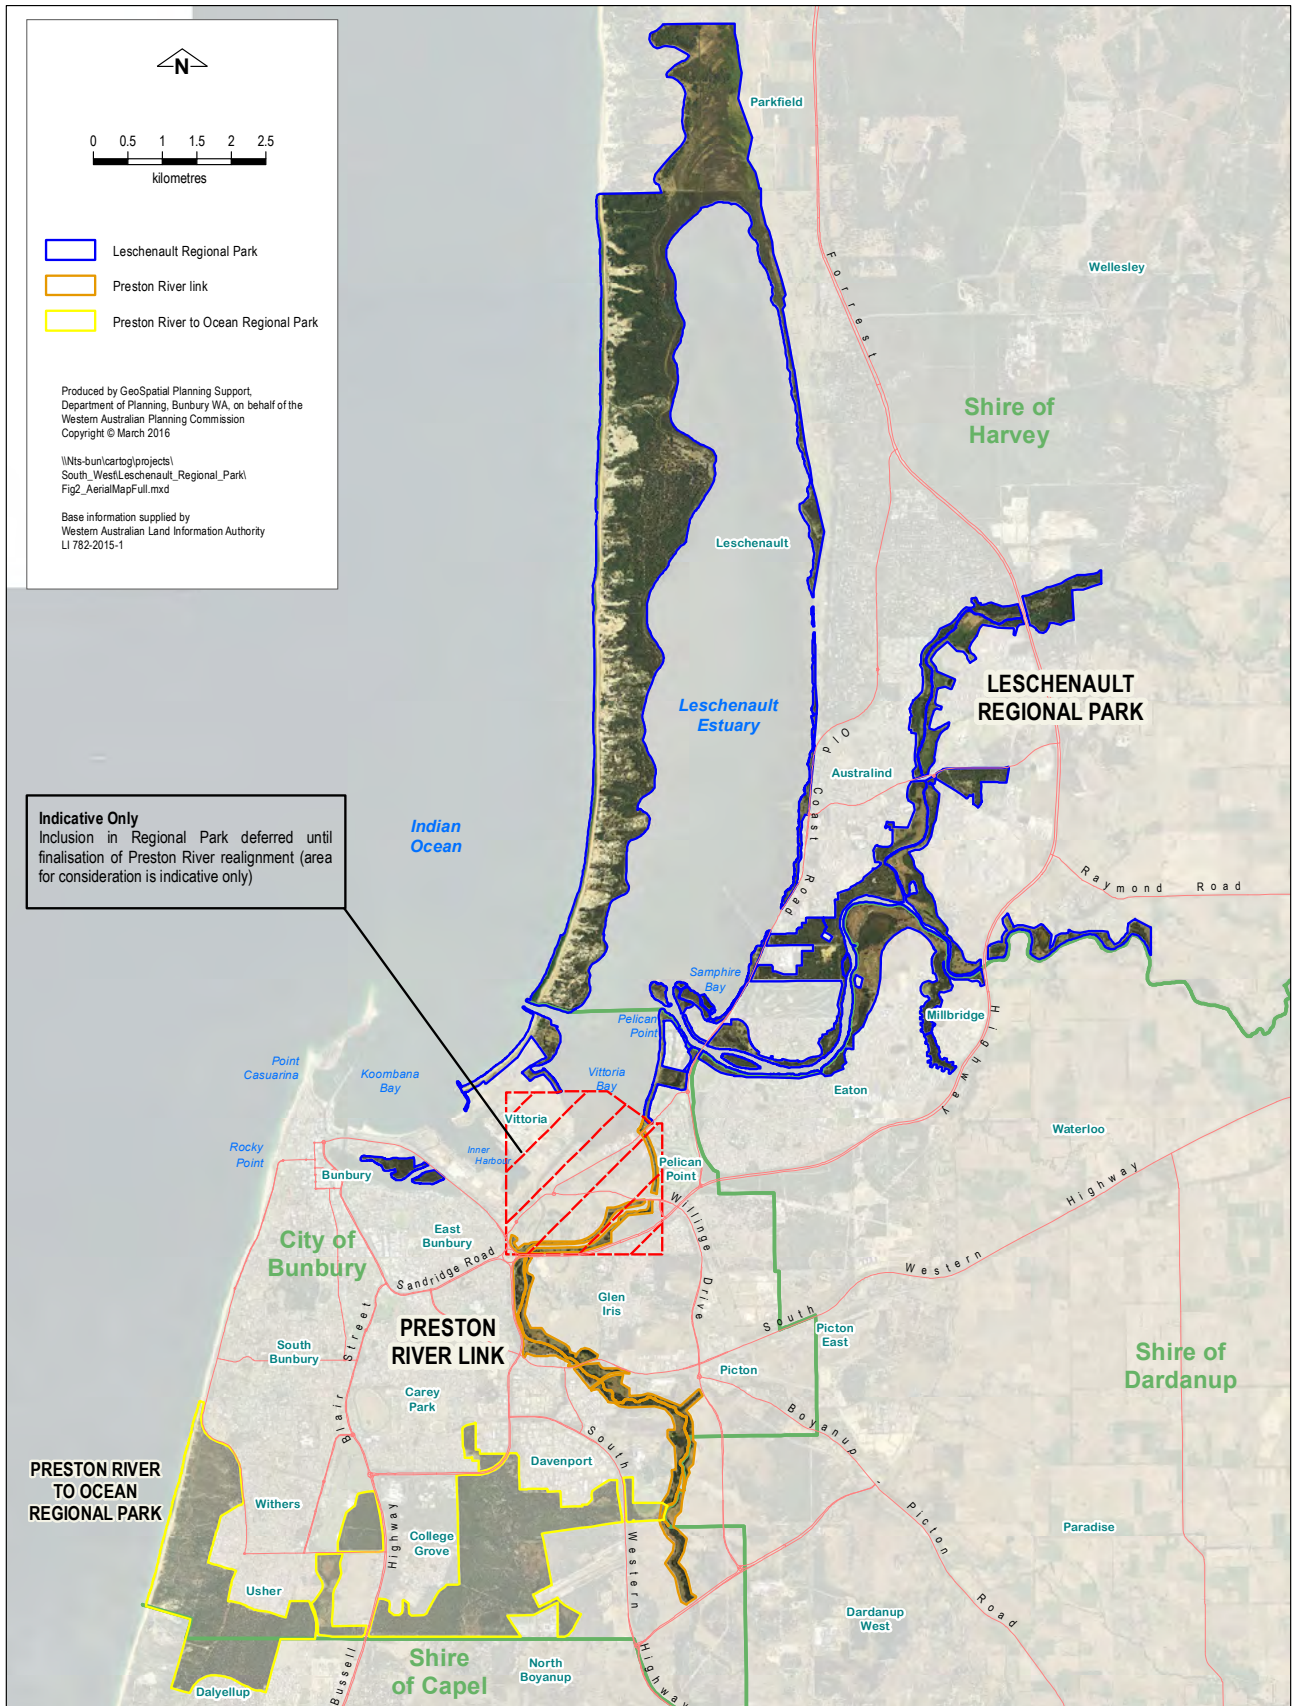 N
0 0.5 1 1.5 2 2.5
kilometres
Leschenault Regional Park
Preston River link
Preston River to Ocean Regional Park
Produced by GeoSpatial Planning Support,
Department of Planning, Bunbury WA, on behalf of the
Western Australian Planning Commission
Copyright © March 2016
\\Nts-bun\cartog\projects\
South_West\Leschenault_Regional_Park\
Fig2_AerialMapFull.mxd
Base information supplied by
Western Australian Land Information Authority
LI 782-2015-1
Parkfield
Wellesley
Forrest
Shire of
Harvey
Leschenault
LESCHENAULT
REGIONAL PARK
Leschenault
Estuary
Old
Coast
Road
Australind
Indicative Only
Inclusion in Regional Park deferred until
finalisation of Preston River realignment (area
for consideration is indicative only)
Indian
Ocean
Raymond Road
Samphire
Bay
Pelican
Point
Millbridge
Highway
Point
Casuarina
Koombana
Bay
Vittoria
Bay
Eaton
Vittoria
Waterloo
Rocky
Point
Inner
Harbour
Bunbury
Pelican
Point
Highway
Willinge
Drive
City of
Bunbury
East
Bunbury
Sandridge Road
Western
Glen
Iris
South
PRESTON
RIVER LINK
Picton
East
South
Bunbury
Blair Street
Shire of
Dardanup
Picton
Carey
Park
Boyanup - Picton Road
South
Davenport
PRESTON RIVER
TO OCEAN
REGIONAL PARK
Withers
Highway
College
Grove
Western
Paradise
Usher
Dardanup
West
Bussell
Shire
of Capel
North
Boyanup
Highway
Dalyellup